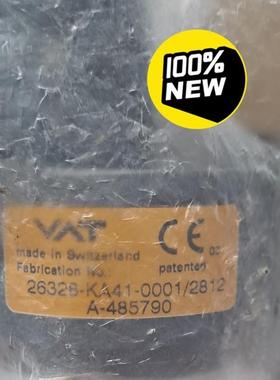 100%
NEW
VAT
made in Switzerland
CE
Fabrication No.:
patented
26328-KA41-0001/2812
A-485790